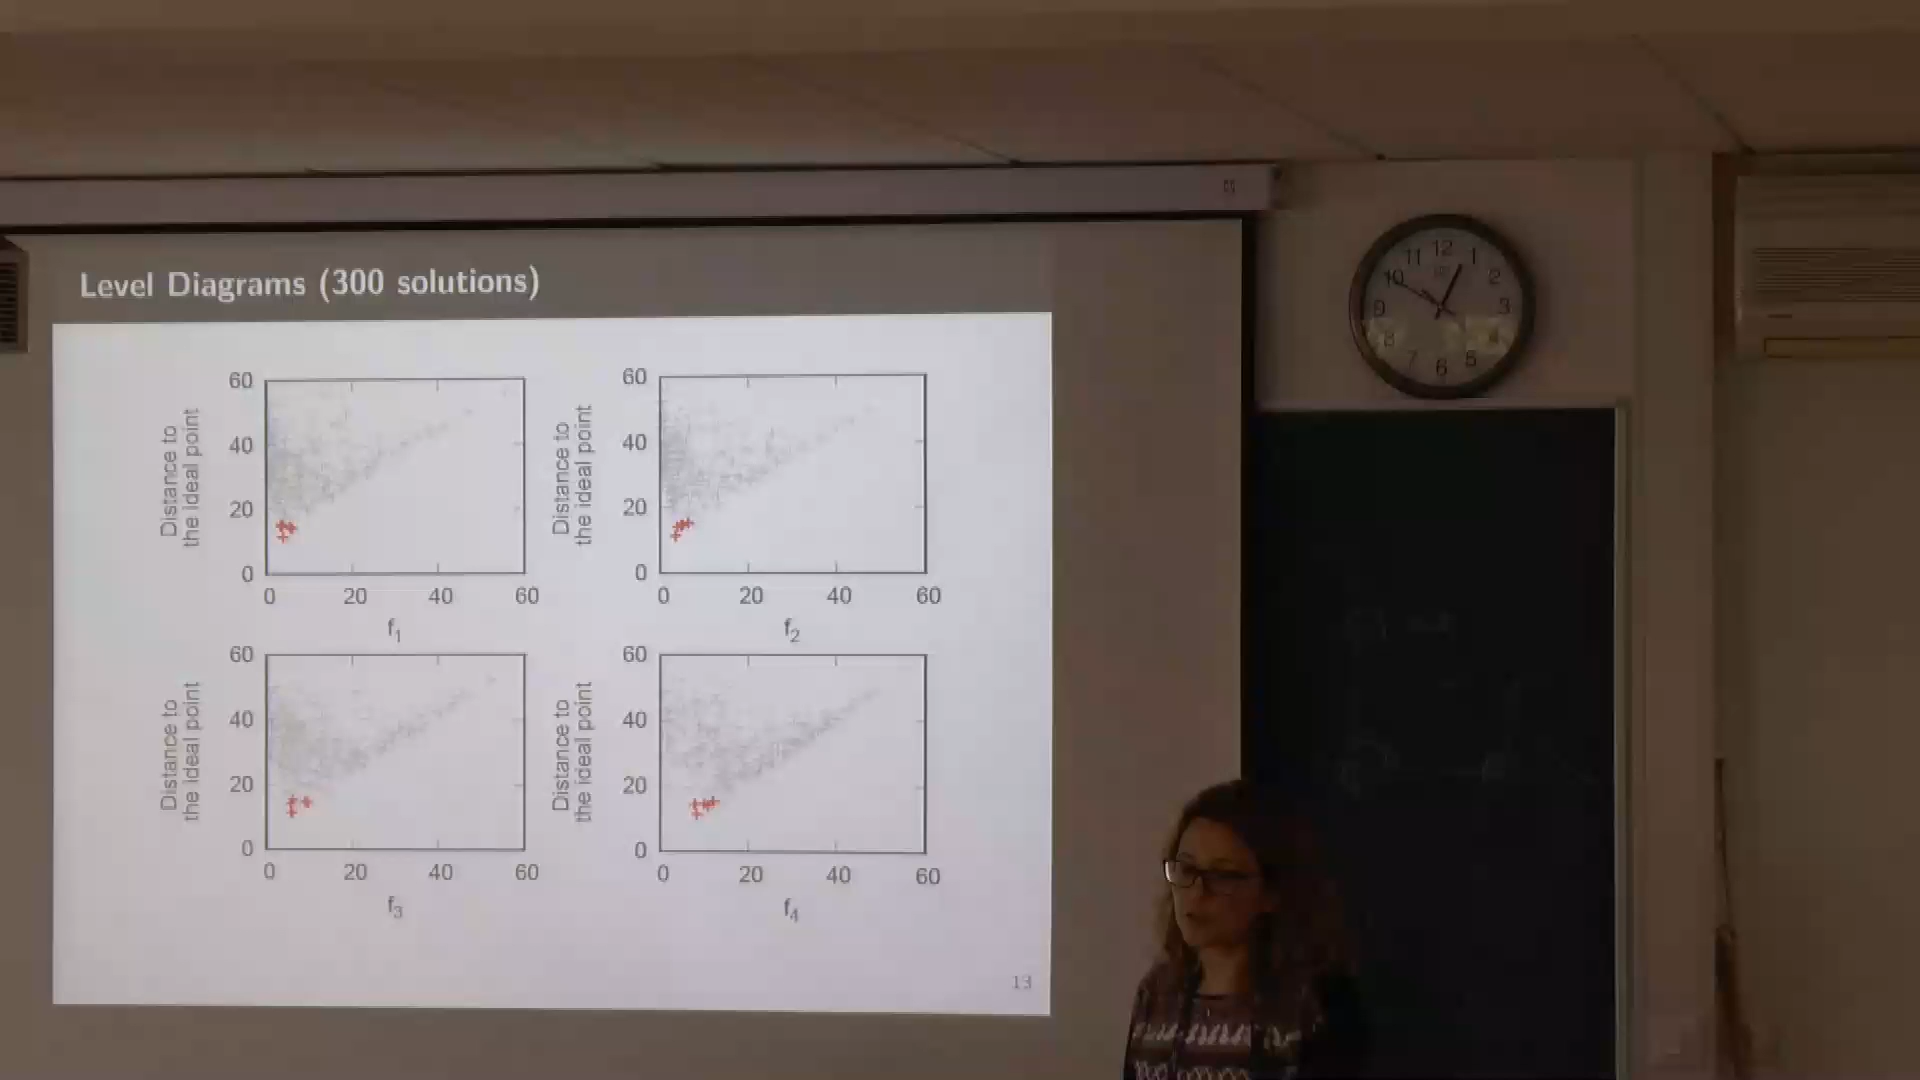 Level Diagrams (300 solutions)
60
40
20
0
Distance to
the ideal point
0 20 40 60
f1
60
40
20
0
Distance to
the ideal point
0 20 40 60
f2
60
40
20
0
Distance to
the ideal point
0 20 40 60
f3
60
40
20
0
Distance to
the ideal point
0 20 40 60
f4
13
12
1
2
3
4
5
6
7
8
9
10
11